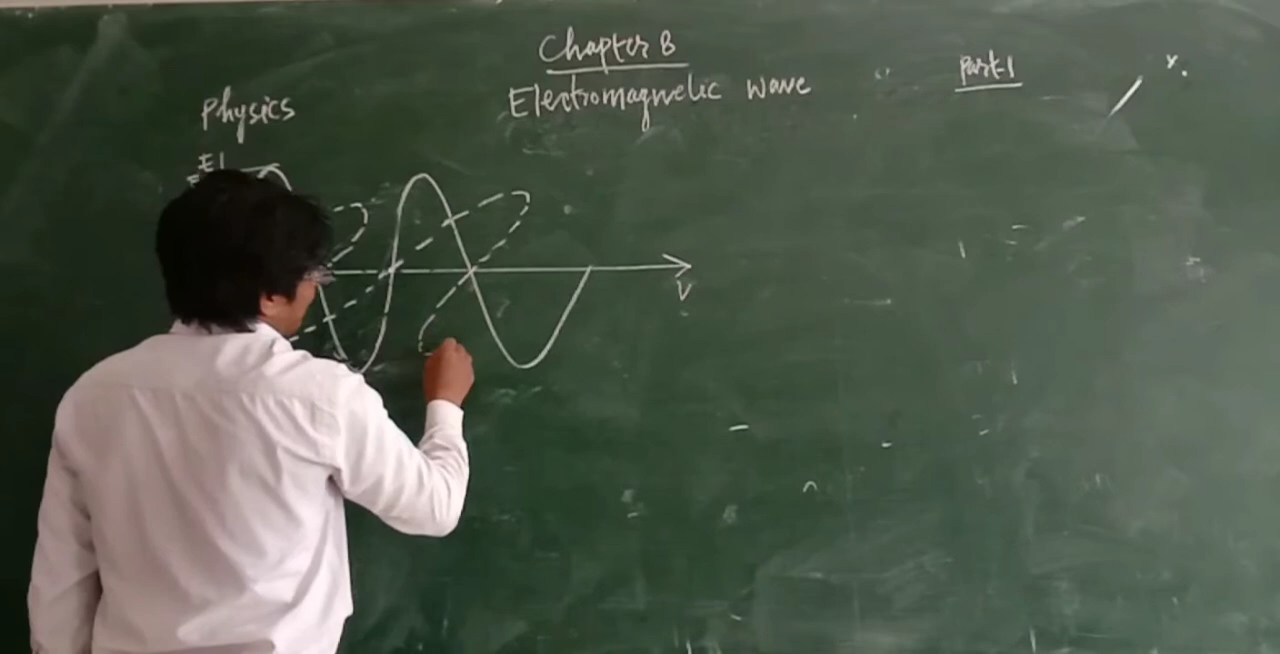 Chapter 8
Part-1
Electromagnetic wave
Physics
E
V